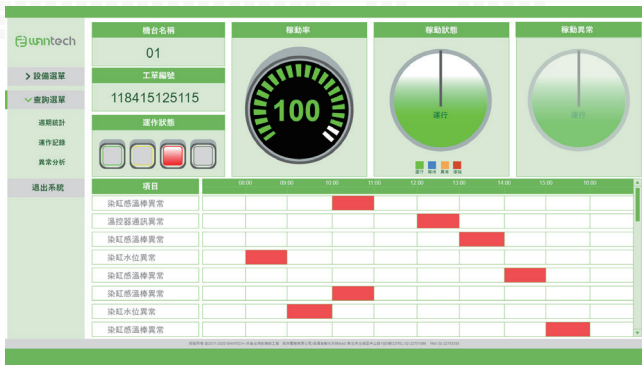 wantech
設備選單
查詢選單
週期統計
運作記錄
異常分析
退出系統
機台名稱
01
工單編號
118415125115
運作狀態
稼動率
100
稼動狀態
運行
運行 異常
稼動異常
運行
項目 08:00 09:00 10:00 11:00 12:00 13:00 14:00 15:00 16:00
染缸感溫棒異常
溫控器通訊異常
染缸感溫棒異常
染缸水位異常
染缸感溫棒異常
染缸感溫棒異常
染缸水位異常
染缸感溫棒異常